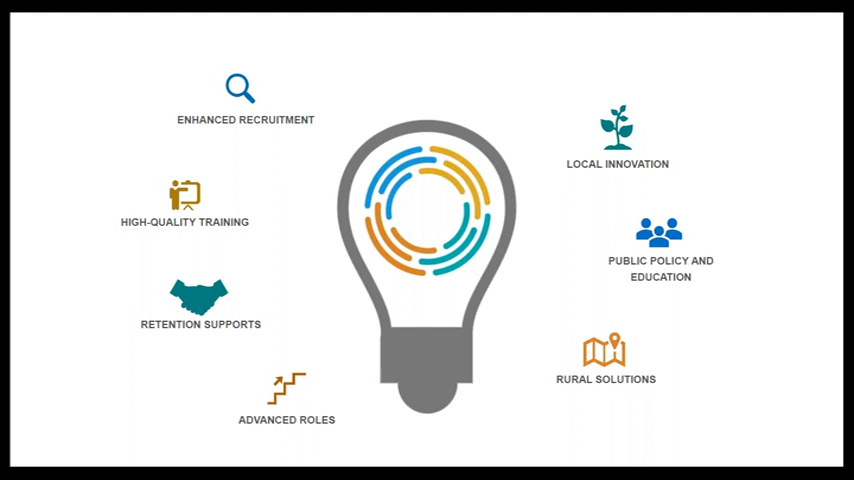 ENHANCED RECRUITMENT
HIGH-QUALITY TRAINING
RETENTION SUPPORTS
ADVANCED ROLES
LOCAL INNOVATION
PUBLIC POLICY AND
EDUCATION
RURAL SOLUTIONS